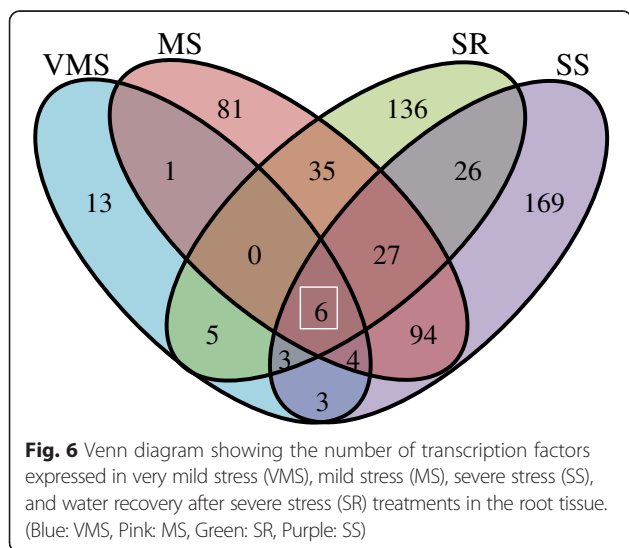 VMS MS SR SS
81 136
1 35 26
13 169
0 27
6
5 94
3 4
3
Fig. 6 Venn diagram showing the number of transcription factors
expressed in very mild stress (VMS), mild stress (MS), severe stress (SS),
and water recovery after severe stress (SR) treatments in the root tissue.
(Blue: VMS, Pink: MS, Green: SR, Purple: SS)